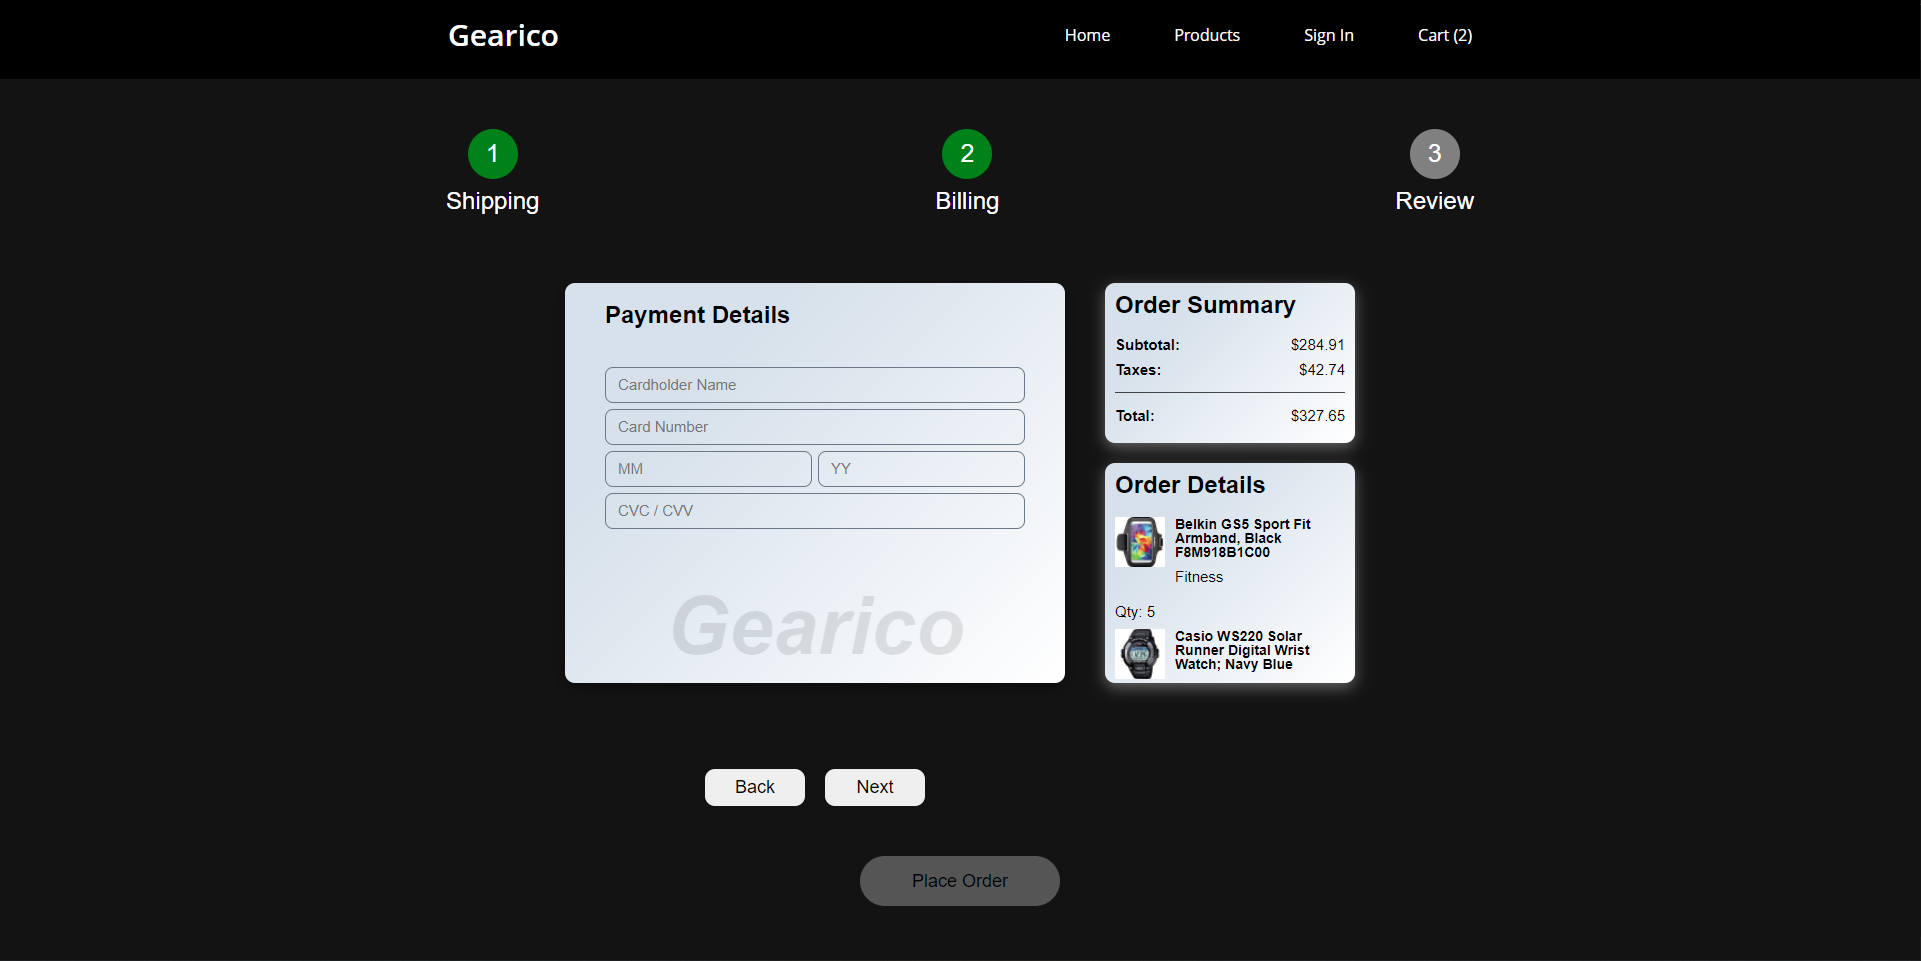 Gearico
Home
Products
Sign In
Cart (2)
1
2
3
Shipping
Billing
Review
Payment Details
Cardholder Name
Card Number
MM
YY
CVC / CVV
Gearico
Order Summary
Subtotal: $284.91
Taxes: $42.74
Total: $327.65
Order Details
Belkin GS5 Sport Fit
Armband, Black
F8M918B1C00
Fitness
Qty: 5
Casio WS220 Solar
Runner Digital Wrist
Watch; Navy Blue
Back
Next
Place Order